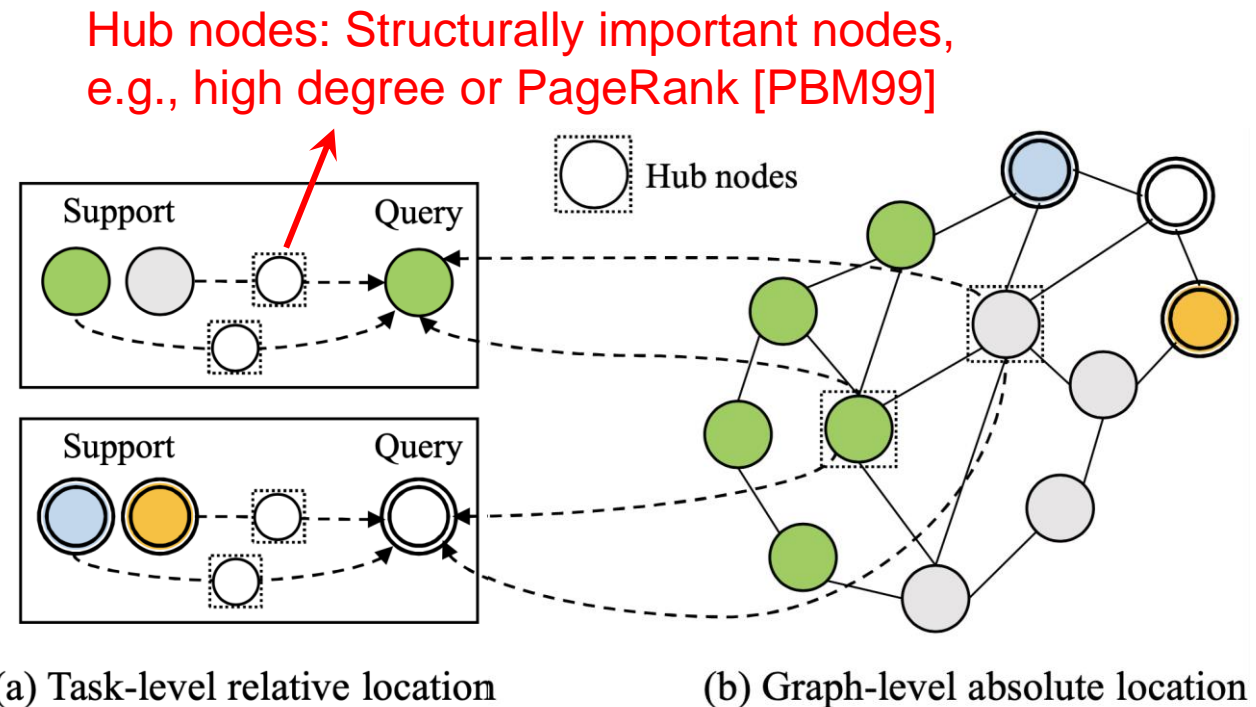 Hub nodes: Structurally important nodes,
e.g., high degree or PageRank [PBM99]
Hub nodes
Support Query
Support Query
(a) Task-level relative location
(b) Graph-level absolute location